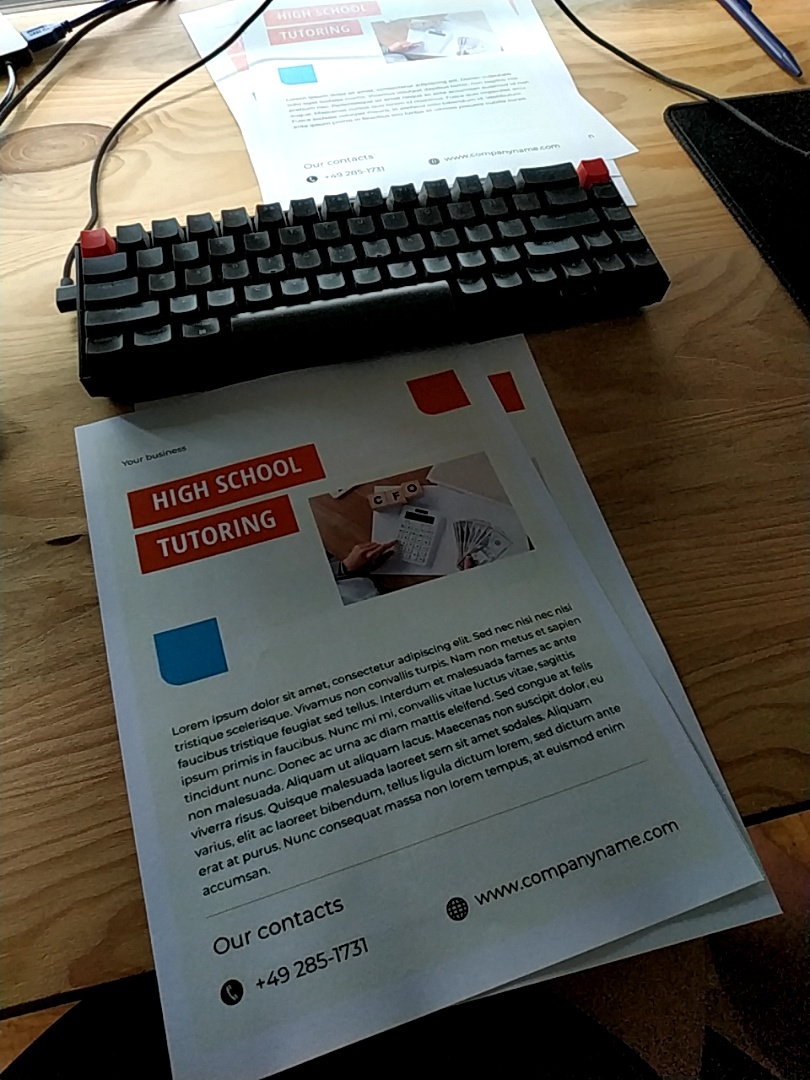 HIGH SCHOOL
TUTORING
Our contacts
+49 285-1731
www.companyname.com
Your business
HIGH SCHOOL
TUTORING
CFO
Lorem ipsum dolor sit amet, consectetur adipiscing elit. Sed nec nisi nec nisi
tristique scelerisque. Vivamus non convallis turpis. Nam non metus et sapien
faucibus tristique feugiat sed tellus. Interdum et malesuada fames ac ante
ipsum primis in faucibus. Nunc mi mi, convallis vitae luctus vitae, sagittis
tincidunt nunc. Donec ac urna ac diam mattis eleifend. Sed congue at felis
non malesuada. Aliquam ut aliquam lacus. Maecenas non suscipit dolor, eu
viverra risus. Quisque malesuada laoreet sem sit amet sodales. Aliquam
varius, elit ac laoreet bibendum, tellus ligula dictum lorem, sed dictum ante
erat at purus. Nunc consequat massa non lorem tempus, at euismod enim
accumsan.
Our contacts
+49 285-1731
www.companyname.com